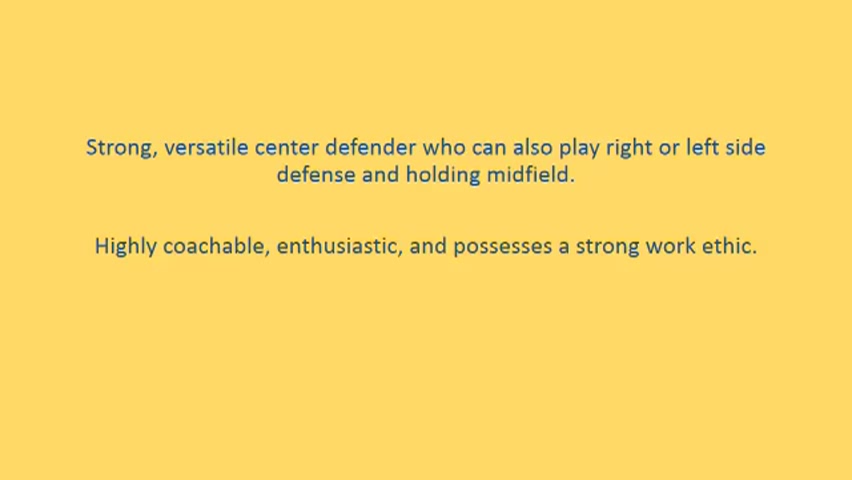 Strong, versatile center defender who can also play right or left side
defense and holding midfield.
Highly coachable, enthusiastic, and possesses a strong work ethic.